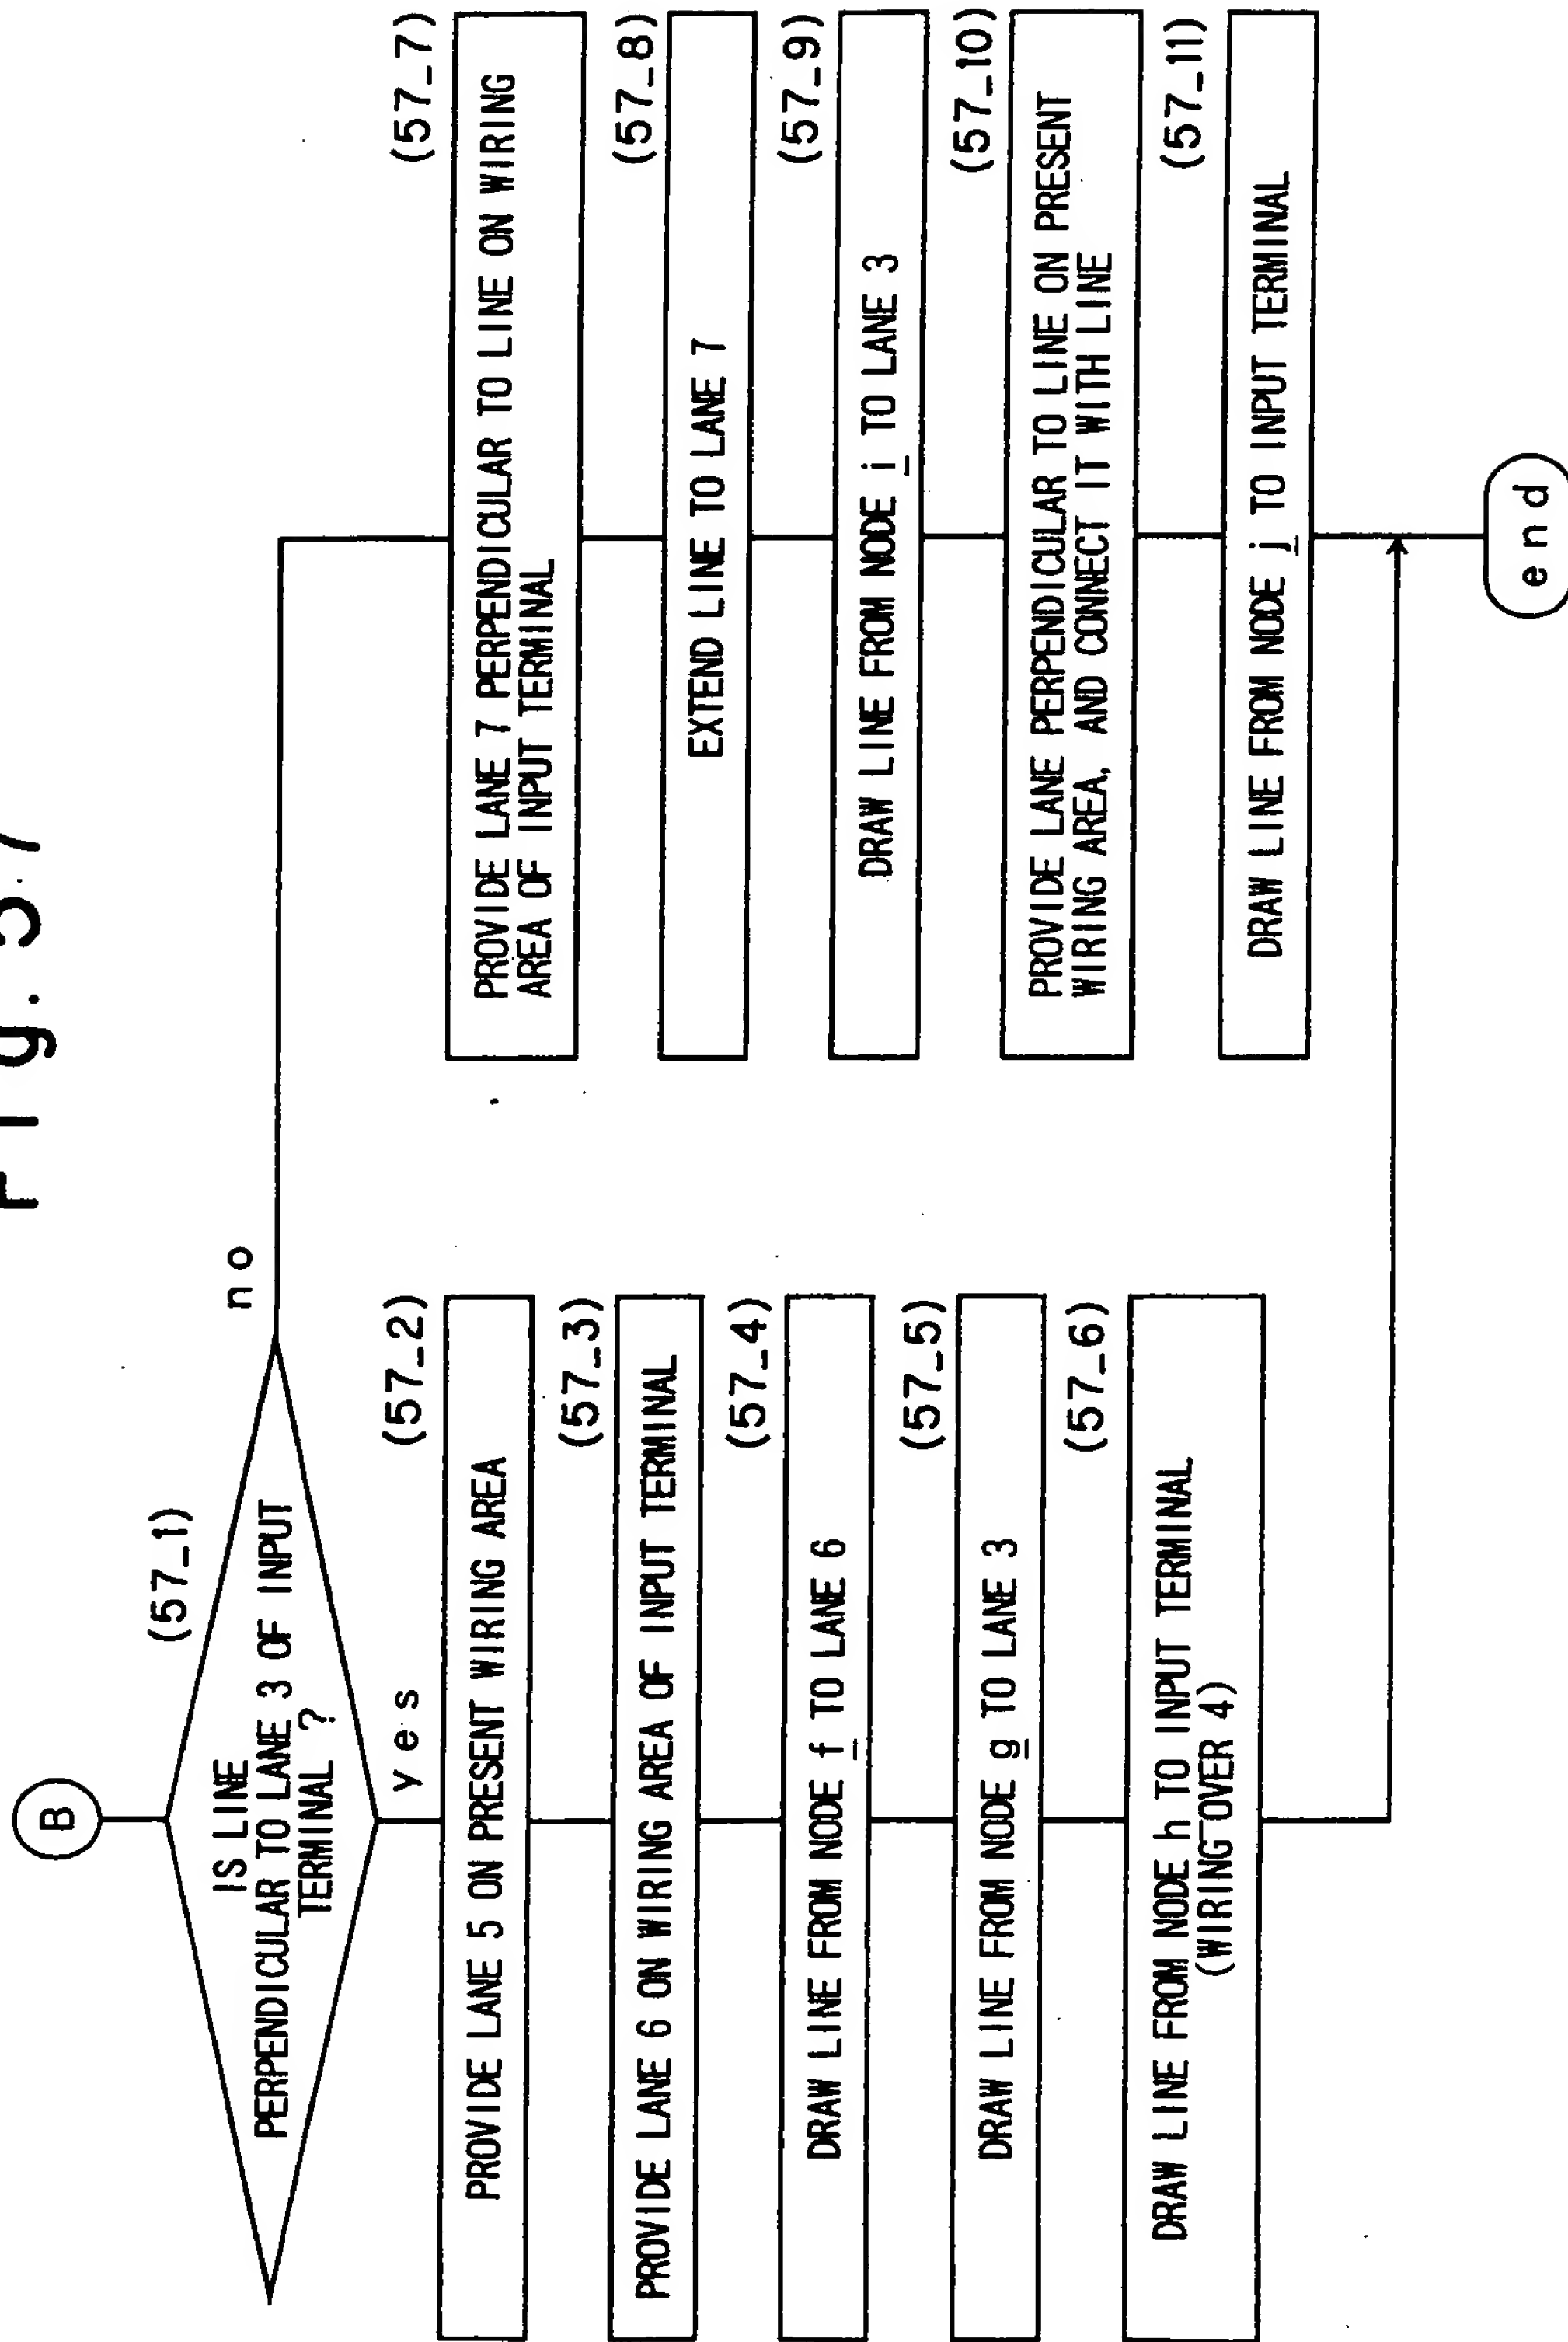 Fig. 57
B
(57_1)
IS LINE
PERPENDICULAR TO LANE 3 OF INPUT
TERMINAL ?
no
yes
(57_2)
PROVIDE LANE 5 ON PRESENT WIRING AREA
(57_3)
PROVIDE LANE 6 ON WIRING AREA OF INPUT TERMINAL
(57_4)
DRAW LINE FROM NODE f TO LANE 6
(57_5)
DRAW LINE FROM NODE g TO LANE 3
(57_6)
DRAW LINE FROM NODE h TO INPUT TERMINAL
(WIRING OVER 4)
(57_7)
PROVIDE LANE 7 PERPENDICULAR TO LINE ON WIRING
AREA OF INPUT TERMINAL
(57_8)
EXTEND LINE TO LANE 7
(57_9)
DRAW LINE FROM NODE i TO LANE 3
(57_10)
PROVIDE LANE PERPENDICULAR TO LINE ON PRESENT
WIRING AREA, AND CONNECT IT WITH LINE
(57_11)
DRAW LINE FROM NODE j TO INPUT TERMINAL
end